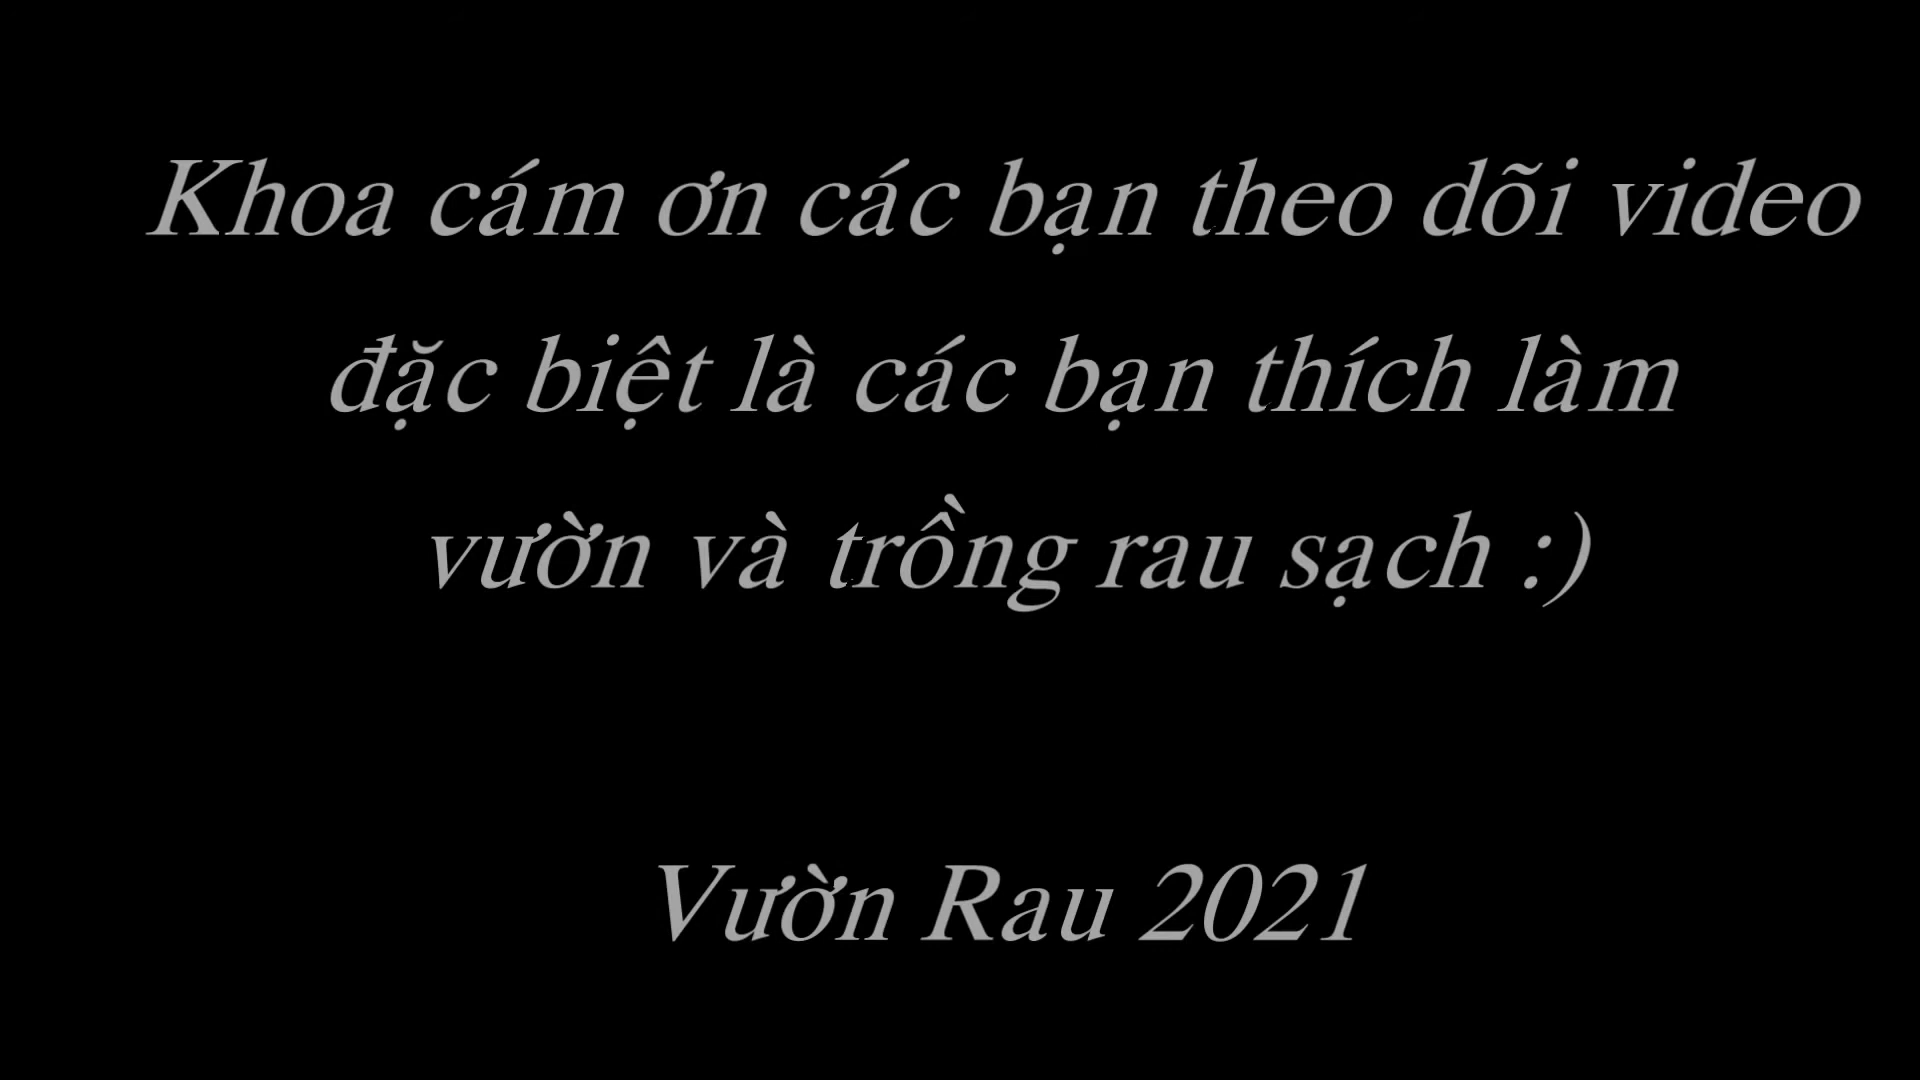 Khoa cám ơn các bạn theo dõi video
đặc biệt là các bạn thích làm
vườn và trồng rau sạch :)
Vườn Rau 2021